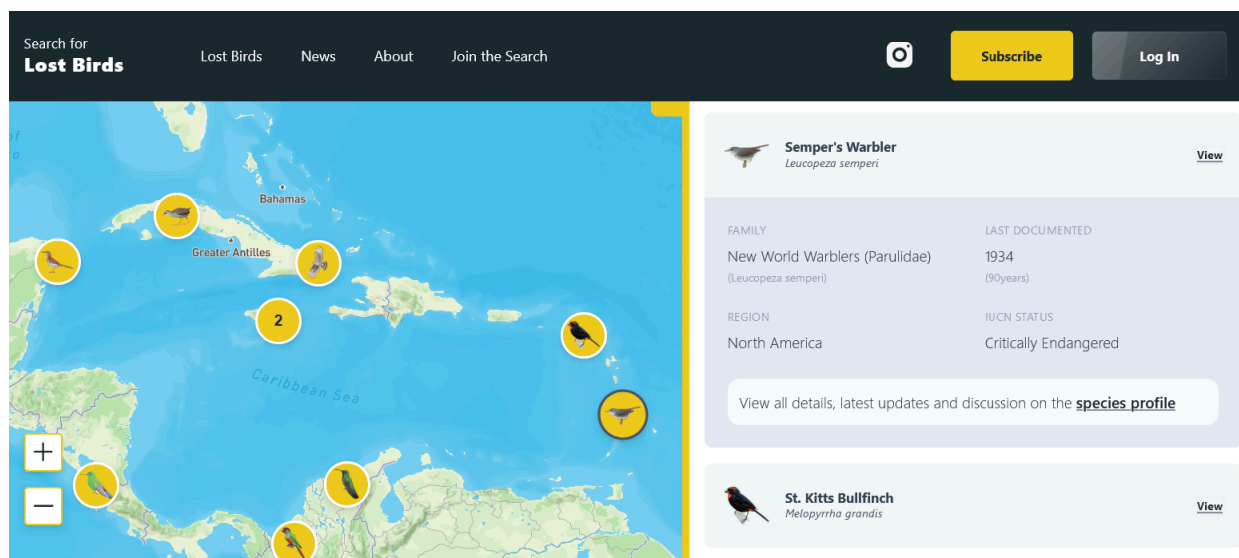 Search for
Lost Birds
Lost Birds
News
About
Join the Search
Subscribe
Log In
of
o
Bahamas
Greater Antilles
2
Caribbean Sea
+
−
Semper's Warbler
Leucopeza semperi
View
FAMILY
New World Warblers (Parulidae)
(Leucopeza semperi)
LAST DOCUMENTED
1934
(90years)
REGION
North America
IUCN STATUS
Critically Endangered
View all details, latest updates and discussion on the species profile
St. Kitts Bullfinch
Melopyrrha grandis
View